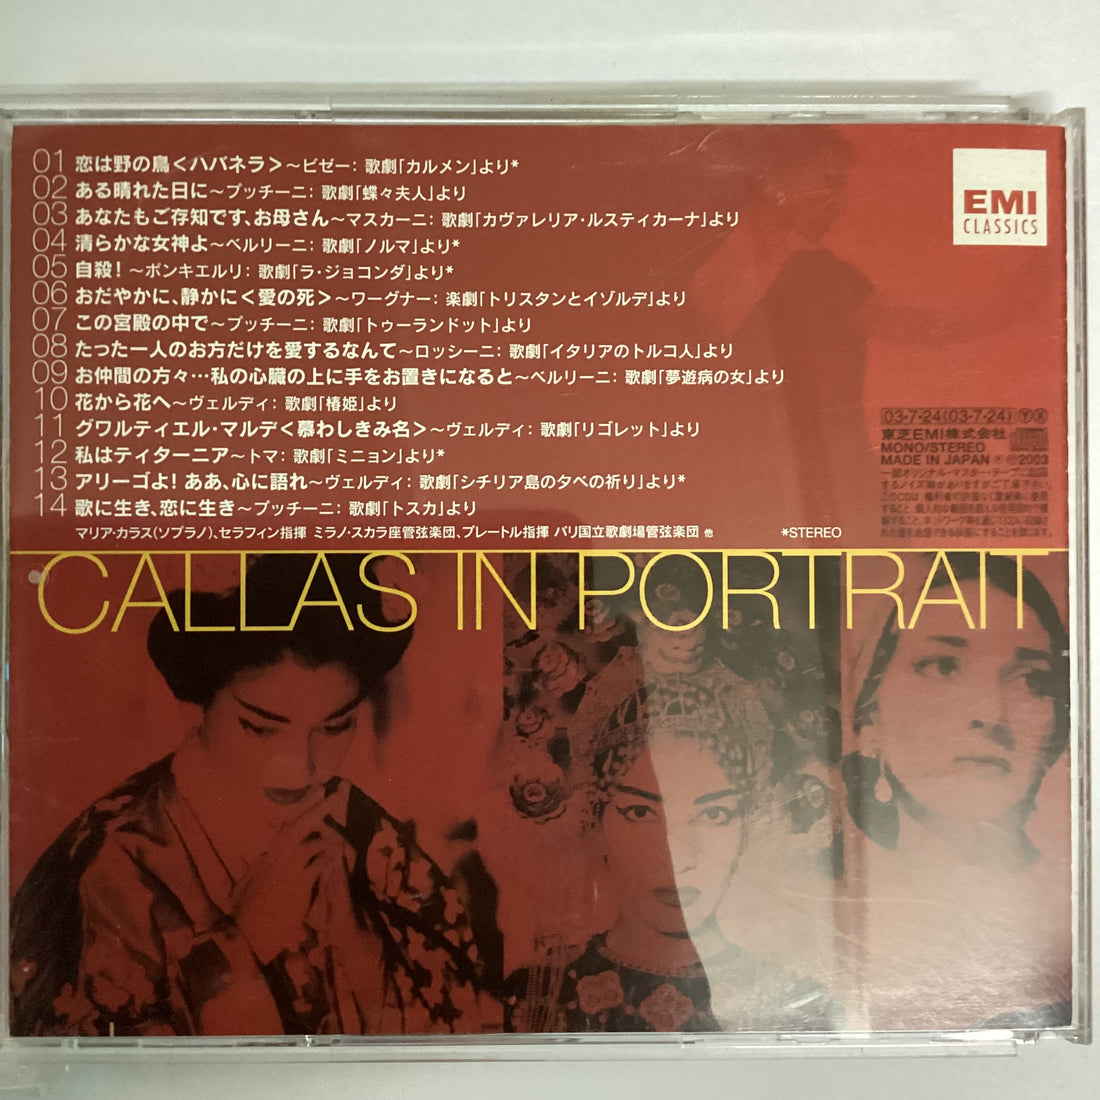 01 恋は野の鳥＜ハバネラ＞～ビゼー：歌劇「カルメン」より*
02 ある晴れた日に～プッチーニ：歌劇「蝶々夫人」より
03 あなたもご存知です、お母さん～マスカーニ：歌劇「カヴァレリア・ルスティカーナ」より
04 清らかな女神よ～ベルリーニ：歌劇「ノルマ」より*
05 自殺！～ポンキエルリ：歌劇「ラ・ジョコンダ」より*
06 おだやかに、静かに＜愛の死＞～ワーグナー：楽劇「トリスタンとイゾルデ」より
07 この宮殿の中で～プッチーニ：歌劇「トゥーランドット」より
08 たった一人のお方だけを愛するなんて～ロッシーニ：歌劇「イタリアのトルコ人」より
09 お仲間の方々…私の心臓の上に手をお置きになると～ベルリーニ：歌劇「夢遊病の女」より
10 花から花へ～ヴェルディ：歌劇「椿姫」より
11 グワルティエル・マルデ＜慕わしきみ名＞～ヴェルディ：歌劇「リゴレット」より
12 私はティターニア～トマ：歌劇「ミニョン」より*
13 アリーゴよ！ああ、心に語れ～ヴェルディ：歌劇「シチリア島の夕べの祈り」より*
14 歌に生き、恋に生き～プッチーニ：歌劇「トスカ」より
マリア・カラス(ソプラノ)、セラフィン指揮 ミラノ・スカラ座管弦楽団、プレートル指揮 パリ国立歌劇場管弦楽団 他 *STEREO
EMI
CLASSICS
03・7・24(03・7・24) Ⓨ Ⓧ
東芝EMI株式会社
MONO/STEREO
MADE IN JAPAN ℗©2003
CALLAS IN PORTRAIT